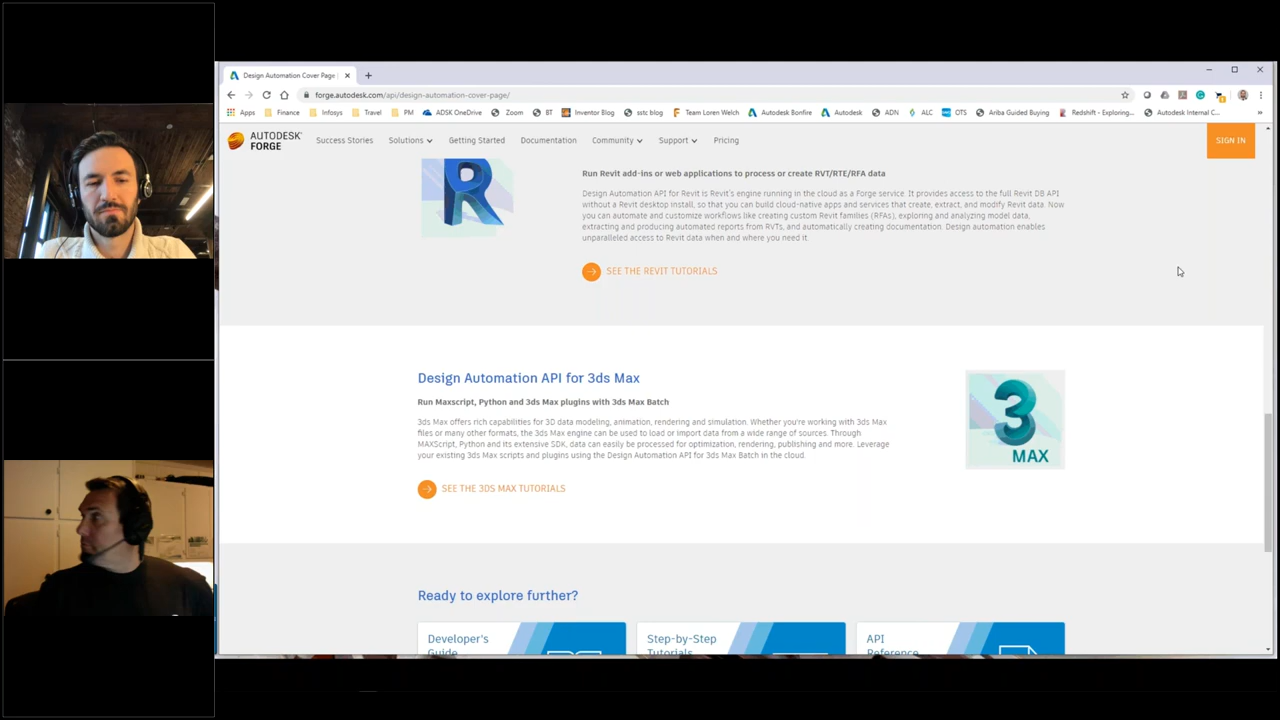 Design Automation Cover Page
forge.autodesk.com/api/design-automation-cover-page/
Apps Finance Infosys Travel PM ADSK OneDrive Zoom BT Inventor Blog sstc blog Team Loren Welch Autodesk Bonfire Autodesk ADN ALC OTS Ariba Guided Buying Redshift - Exploring... Autodesk Internal C...
AUTODESK FORGE Success Stories Solutions Getting Started Documentation Community Support Pricing SIGN IN
R
Run Revit add-ins or web applications to process or create RVT/RTE/RFA data
Design Automation API for Revit is Revit's engine running in the cloud as a Forge service. It provides access to the full Revit DB API
without a Revit desktop install, so that you can build cloud-native apps and services that create, extract, and modify Revit data. Now
you can automate and customize workflows like creating custom Revit families (RFAs), exploring and analyzing model data,
extracting and producing automated reports from RVTs, and automatically creating documentation. Design automation enables
unparalleled access to Revit data when and where you need it.
SEE THE REVIT TUTORIALS
Design Automation API for 3ds Max
Run Maxscript, Python and 3ds Max plugins with 3ds Max Batch
3ds Max offers rich capabilities for 3D data modeling, animation, rendering and simulation. Whether you're working with 3ds Max
files or many other formats, the 3ds Max engine can be used to load or import data from a wide range of sources. Through
MAXScript, Python and its extensive SDK, data can easily be processed for optimization, rendering, publishing and more. Leverage
your existing 3ds Max scripts and plugins using the Design Automation API for 3ds Max Batch in the cloud.
3
MAX
SEE THE 3DS MAX TUTORIALS
Ready to explore further?
Developer's
Guide
Step-by-Step
Tutorials
API
Reference